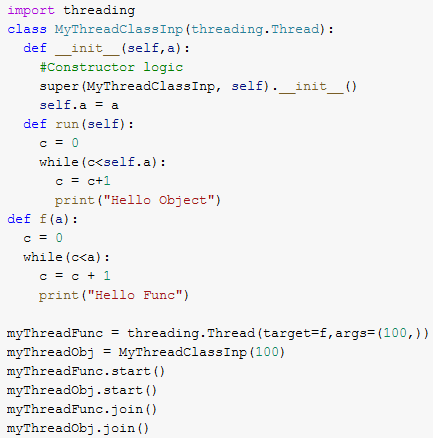 import threading
class MyThreadClassInp(threading.Thread):
  def __init__(self,a):
    #Constructor logic
    super(MyThreadClassInp, self).__init__()
    self.a = a
  def run(self):
    c = 0
    while(c<self.a):
      c = c+1
      print("Hello Object")
def f(a):
  c = 0
  while(c<a):
    c = c + 1
    print("Hello Func")

myThreadFunc = threading.Thread(target=f,args=(100,))
myThreadObj = MyThreadClassInp(100)
myThreadFunc.start()
myThreadObj.start()
myThreadFunc.join()
myThreadObj.join()